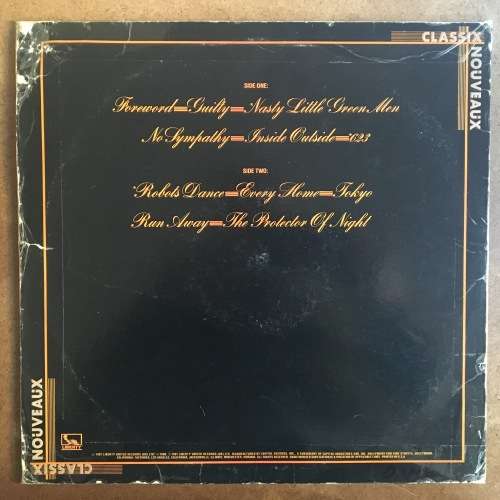 CLASSIX
NOUVEAUX
SIDE ONE:
Foreword=Guilty=Nasty Little Green Men
No Sympathy=Inside Outside=623
SIDE TWO:
'Robots Dance=Every Home=Tokyo
Run Away=The Protector Of Night
NOUVEAUX
CLASSIX
LIBERTY